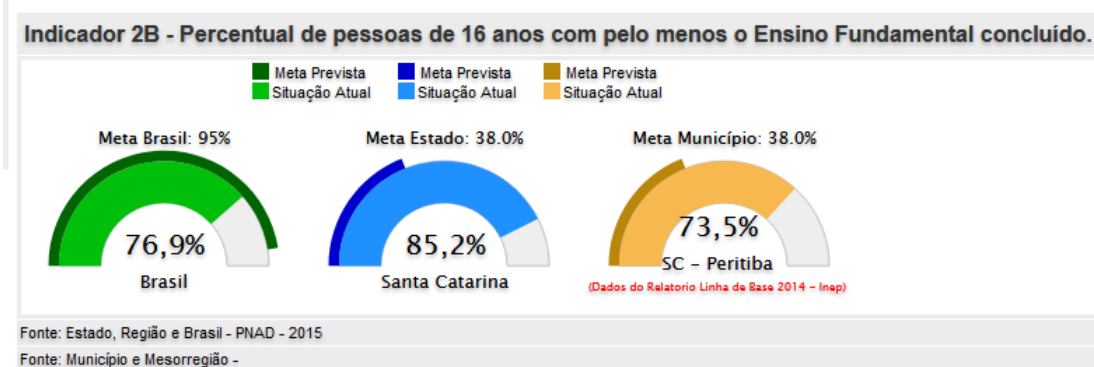 Indicador 2B - Percentual de pessoas de 16 anos com pelo menos o Ensino Fundamental concluído.
Meta Prevista Meta Prevista Meta Prevista
Situação Atual Situação Atual Situação Atual
Meta Brasil: 95% Meta Estado: 38.0% Meta Município: 38.0%
76,9% 85,2% 73,5%
Brasil Santa Catarina SC - Peritiba
(Dados do Relatorio Linha de Base 2014 - Inep)
Fonte: Estado, Região e Brasil - PNAD - 2015
Fonte: Município e Mesorregião -